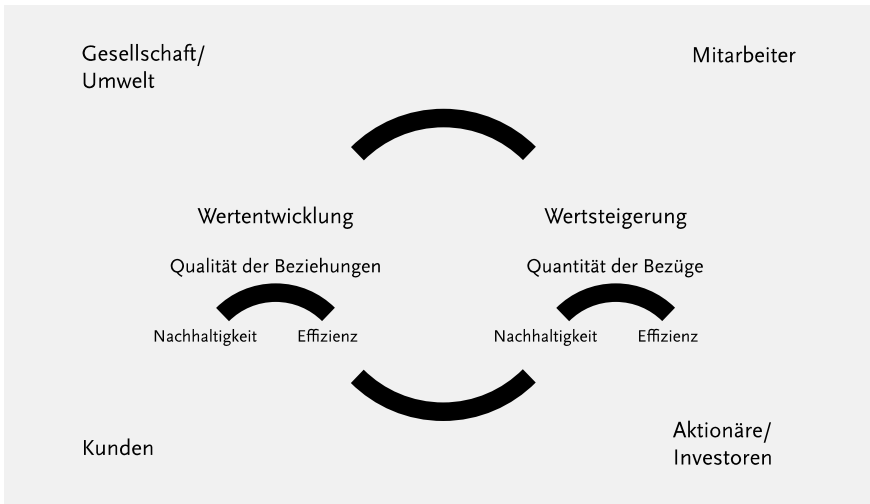 Gesellschaft/
Umwelt
Mitarbeiter
Wertentwicklung
Wertsteigerung
Qualität der Beziehungen
Quantität der Bezüge
Nachhaltigkeit
Effizienz
Nachhaltigkeit
Effizienz
Kunden
Aktionäre/
Investoren